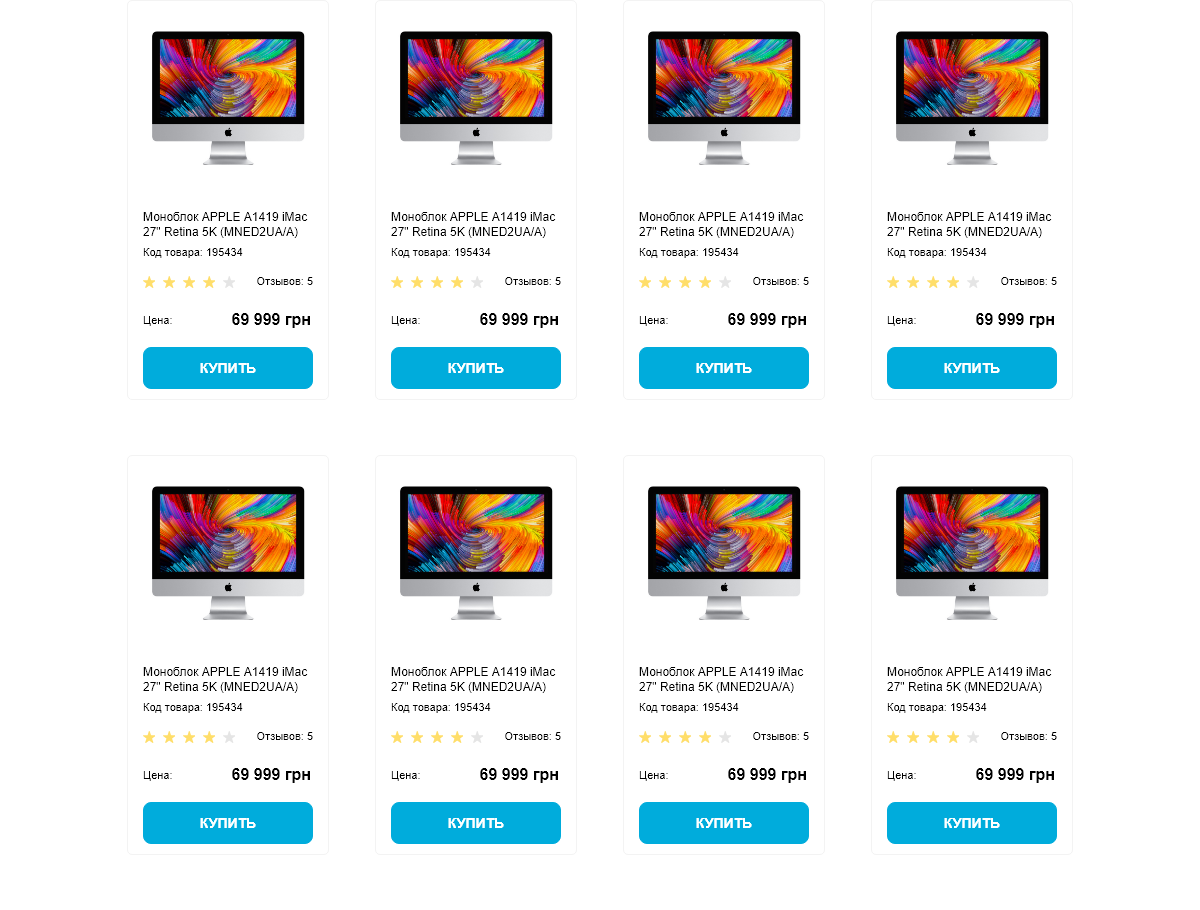 Моноблок APPLE A1419 iMac
27" Retina 5K (MNED2UA/A)
Код товара: 195434
Отзывов: 5
Цена: 69 999 грн
КУПИТЬ
Моноблок APPLE A1419 iMac
27" Retina 5K (MNED2UA/A)
Код товара: 195434
Отзывов: 5
Цена: 69 999 грн
КУПИТЬ
Моноблок APPLE A1419 iMac
27" Retina 5K (MNED2UA/A)
Код товара: 195434
Отзывов: 5
Цена: 69 999 грн
КУПИТЬ
Моноблок APPLE A1419 iMac
27" Retina 5K (MNED2UA/A)
Код товара: 195434
Отзывов: 5
Цена: 69 999 грн
КУПИТЬ
Моноблок APPLE A1419 iMac
27" Retina 5K (MNED2UA/A)
Код товара: 195434
Отзывов: 5
Цена: 69 999 грн
КУПИТЬ
Моноблок APPLE A1419 iMac
27" Retina 5K (MNED2UA/A)
Код товара: 195434
Отзывов: 5
Цена: 69 999 грн
КУПИТЬ
Моноблок APPLE A1419 iMac
27" Retina 5K (MNED2UA/A)
Код товара: 195434
Отзывов: 5
Цена: 69 999 грн
КУПИТЬ
Моноблок APPLE A1419 iMac
27" Retina 5K (MNED2UA/A)
Код товара: 195434
Отзывов: 5
Цена: 69 999 грн
КУПИТЬ